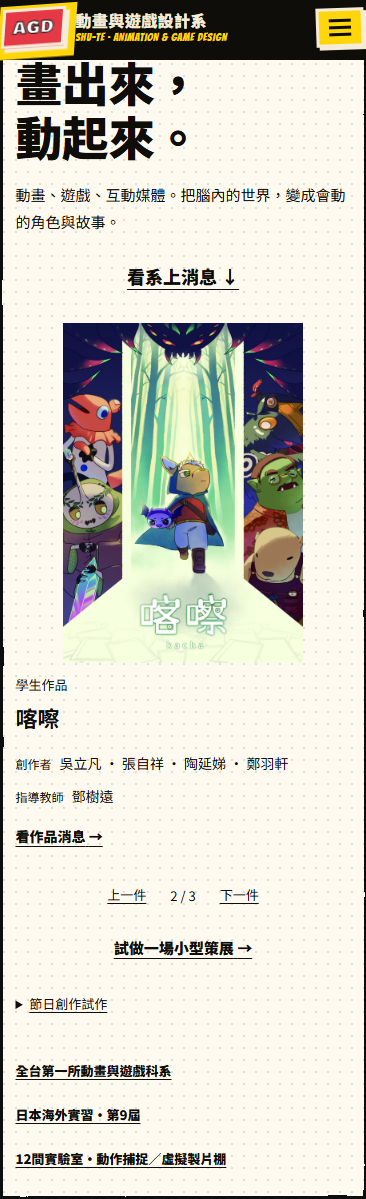 AGD
動畫與遊戲設計系
SHU-TE · ANIMATION & GAME DESIGN
畫出來，
動起來。
動畫、遊戲、互動媒體。把腦內的世界，變成會動
的角色與故事。
看系上消息 ↓
喀嚓
kacha
學生作品
喀嚓
創作者 吳立凡 · 張自祥 · 陶延娣 · 鄭羽軒
指導教師 鄧樹遠
看作品消息 →
上一件 2 / 3 下一件
試做一場小型策展 →
▶ 節日創作試作
全台第一所動畫與遊戲科系
日本海外實習·第9屆
12間實驗室·動作捕捉／虛擬製片棚